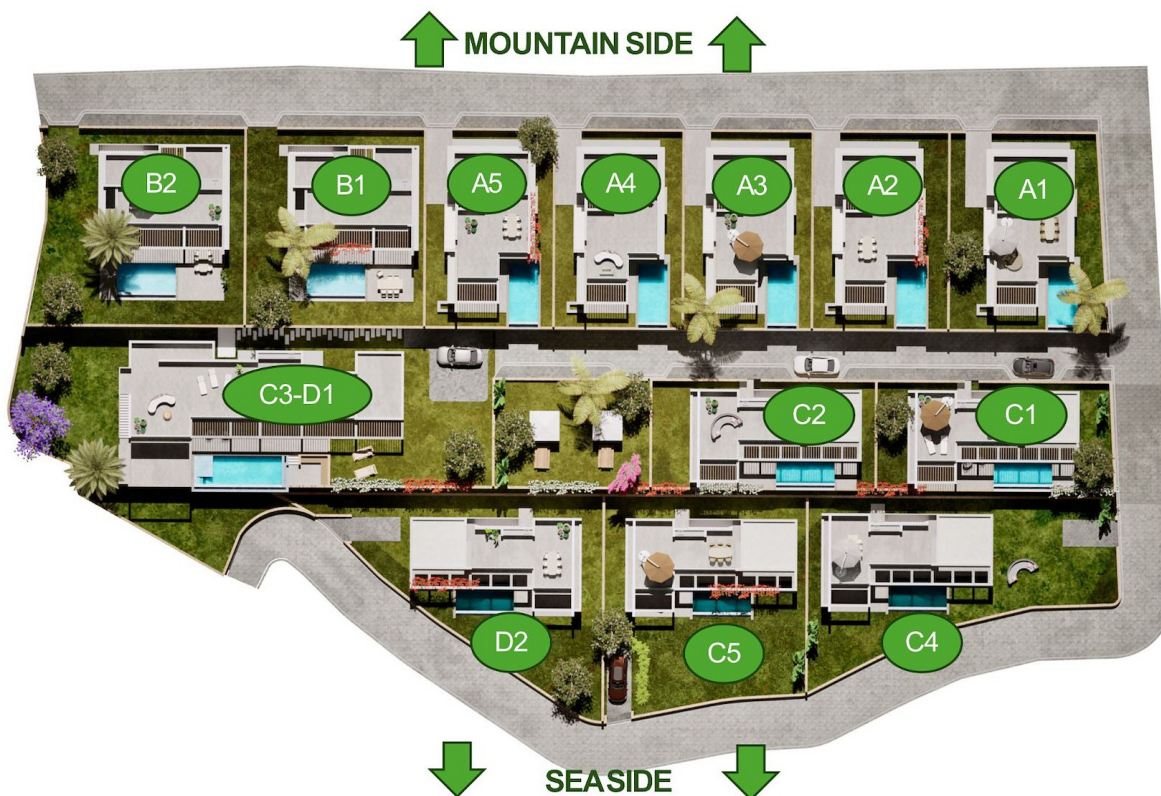 MOUNTAIN SIDE
B2
B1
A5
A4
A3
A2
A1
C3-D1
C2
C1
D2
C5
C4
SEASIDE